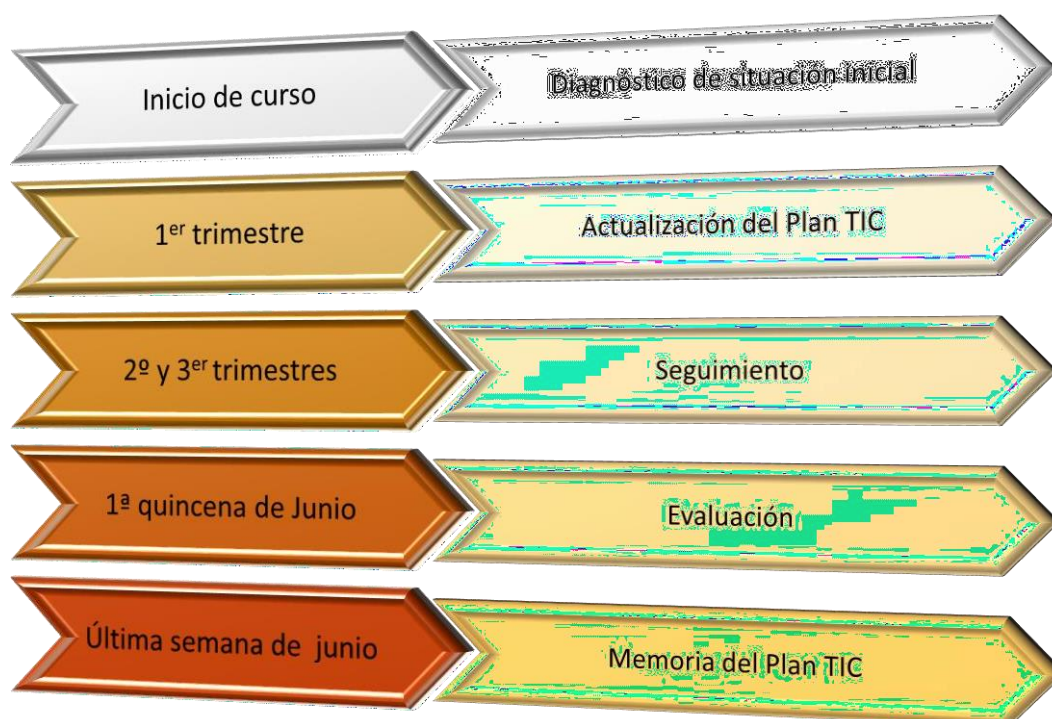 Inicio de curso
Diagnóstico de situación inicial
1er trimestre
Actualización del Plan TIC
2º y 3er trimestres
Seguimiento
1ª quincena de Junio
Evaluación
Última semana de junio
Memoria del Plan TIC